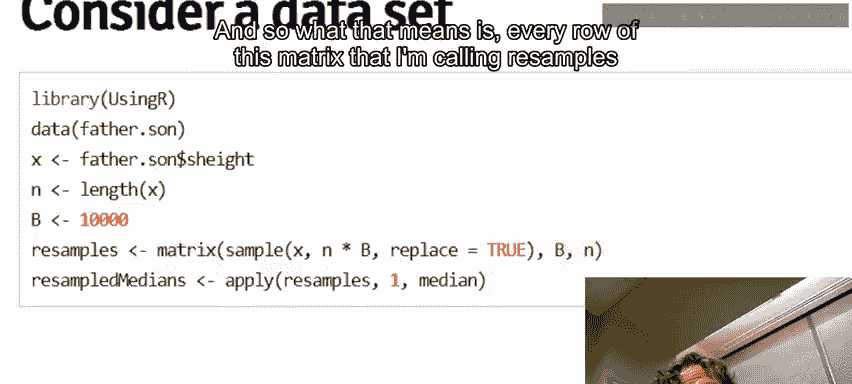 Consider a data set
And so what that means is, every row of
this matrix that I'm calling resamples
library(UsingR)
data(father.son)
x <- father.son$sheight
n <- length(x)
B <- 10000
resamples <- matrix(sample(x, n * B, replace = TRUE), B, n)
resampledMedians <- apply(resamples, 1, median)